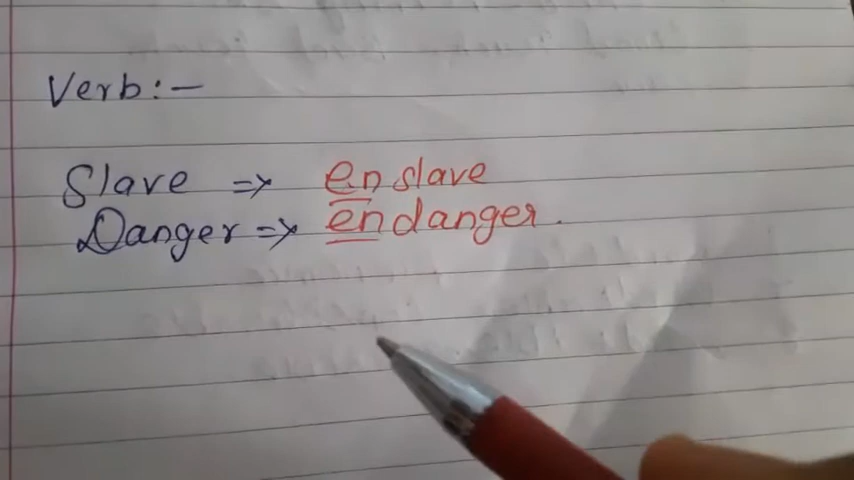 Verb:-
Slave => enslave
Danger => endanger.